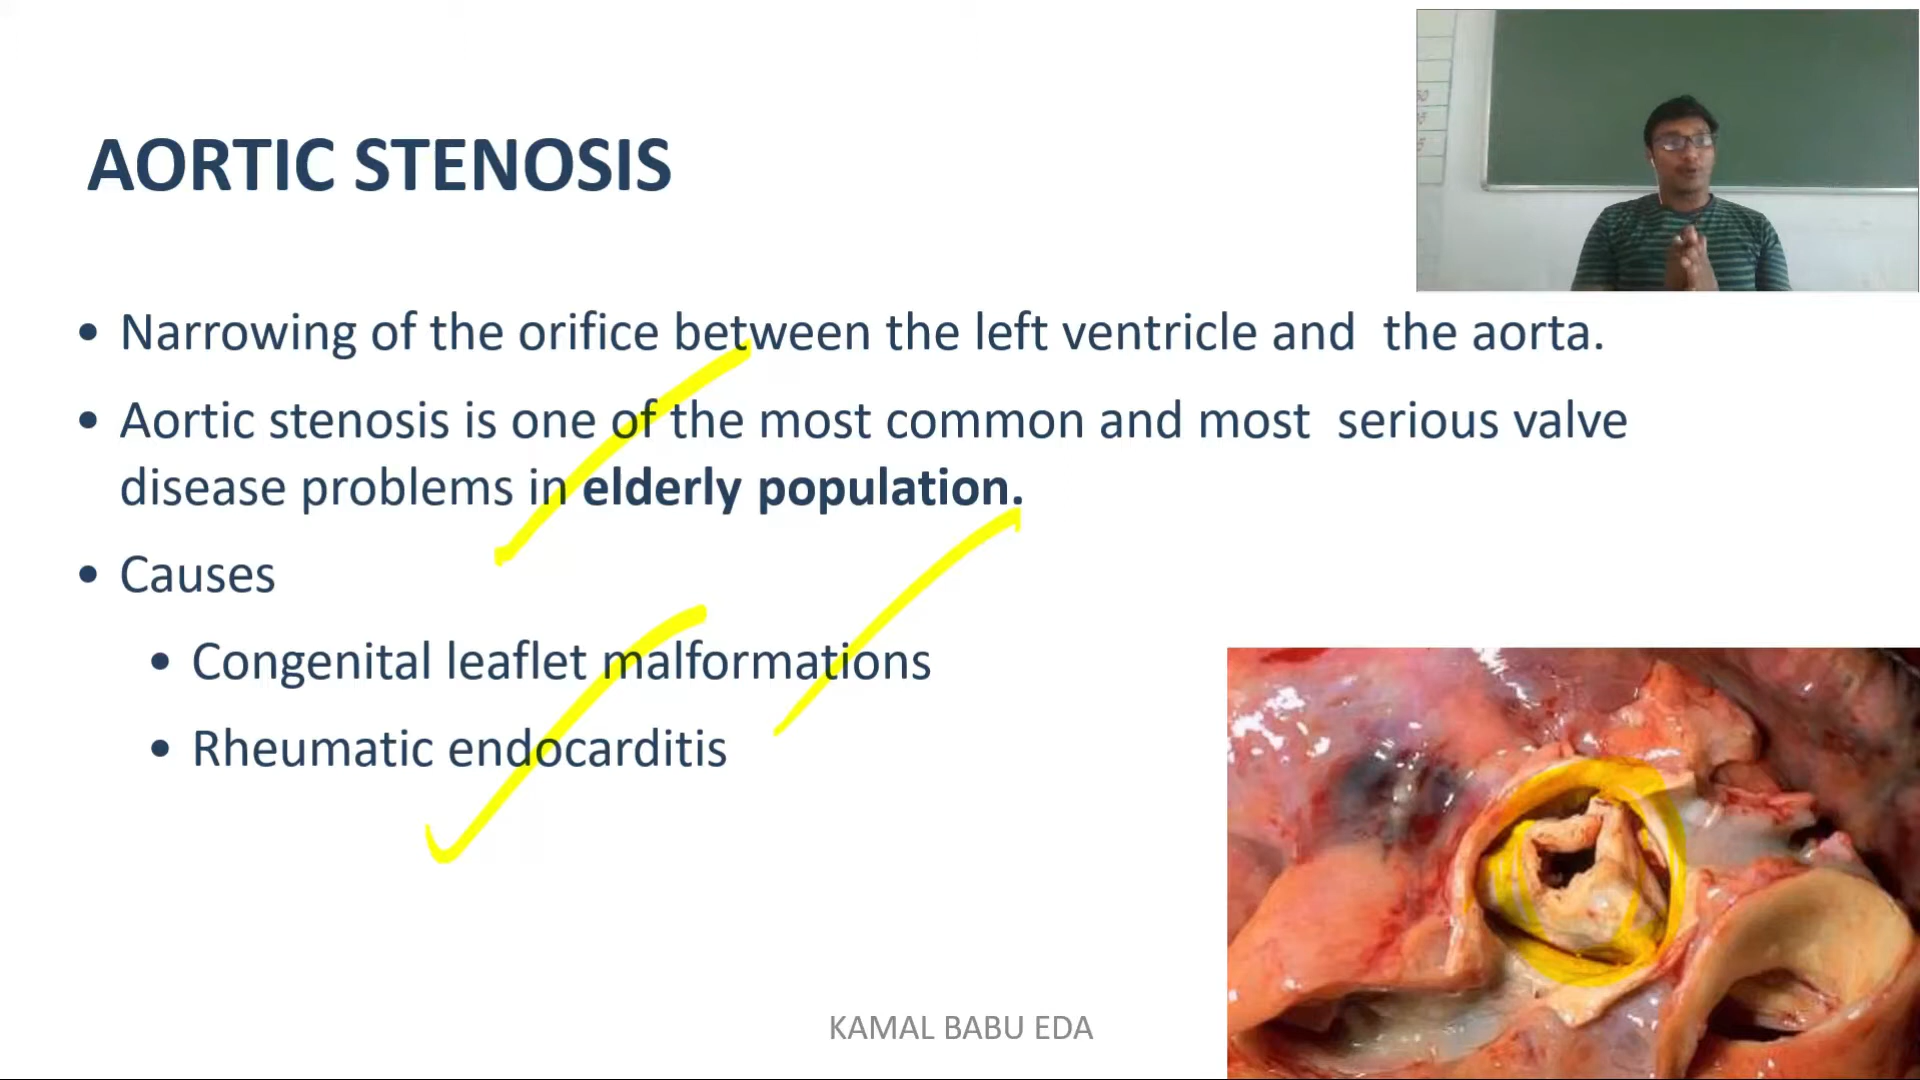 AORTIC STENOSIS
• Narrowing of the orifice between the left ventricle and the aorta.
• Aortic stenosis is one of the most common and most serious valve
disease problems in elderly population.
• Causes
• Congenital leaflet malformations
• Rheumatic endocarditis
KAMAL BABU EDA